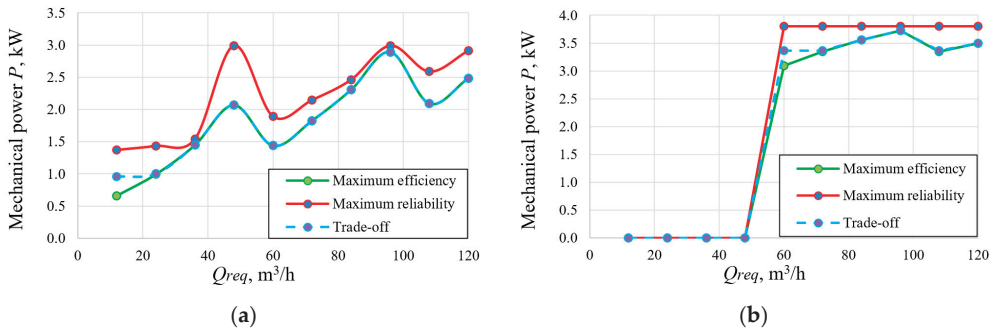 Mechanical power P, kW
3.5
3.0
2.5
2.0
1.5
1.0
0.5
0.0
0
20
40
60
80
100
120
Qreq, m³/h
Maximum efficiency
Maximum reliability
Trade-off
(a)
Mechanical power P, kW
4.0
3.5
3.0
3.5
4.0
1.5
1.0
0.5
0.0
0
20
40
60
80
100
120
Qreq, m³/h
Maximum efficiency
Maximum reliability
Trade-off
(b)